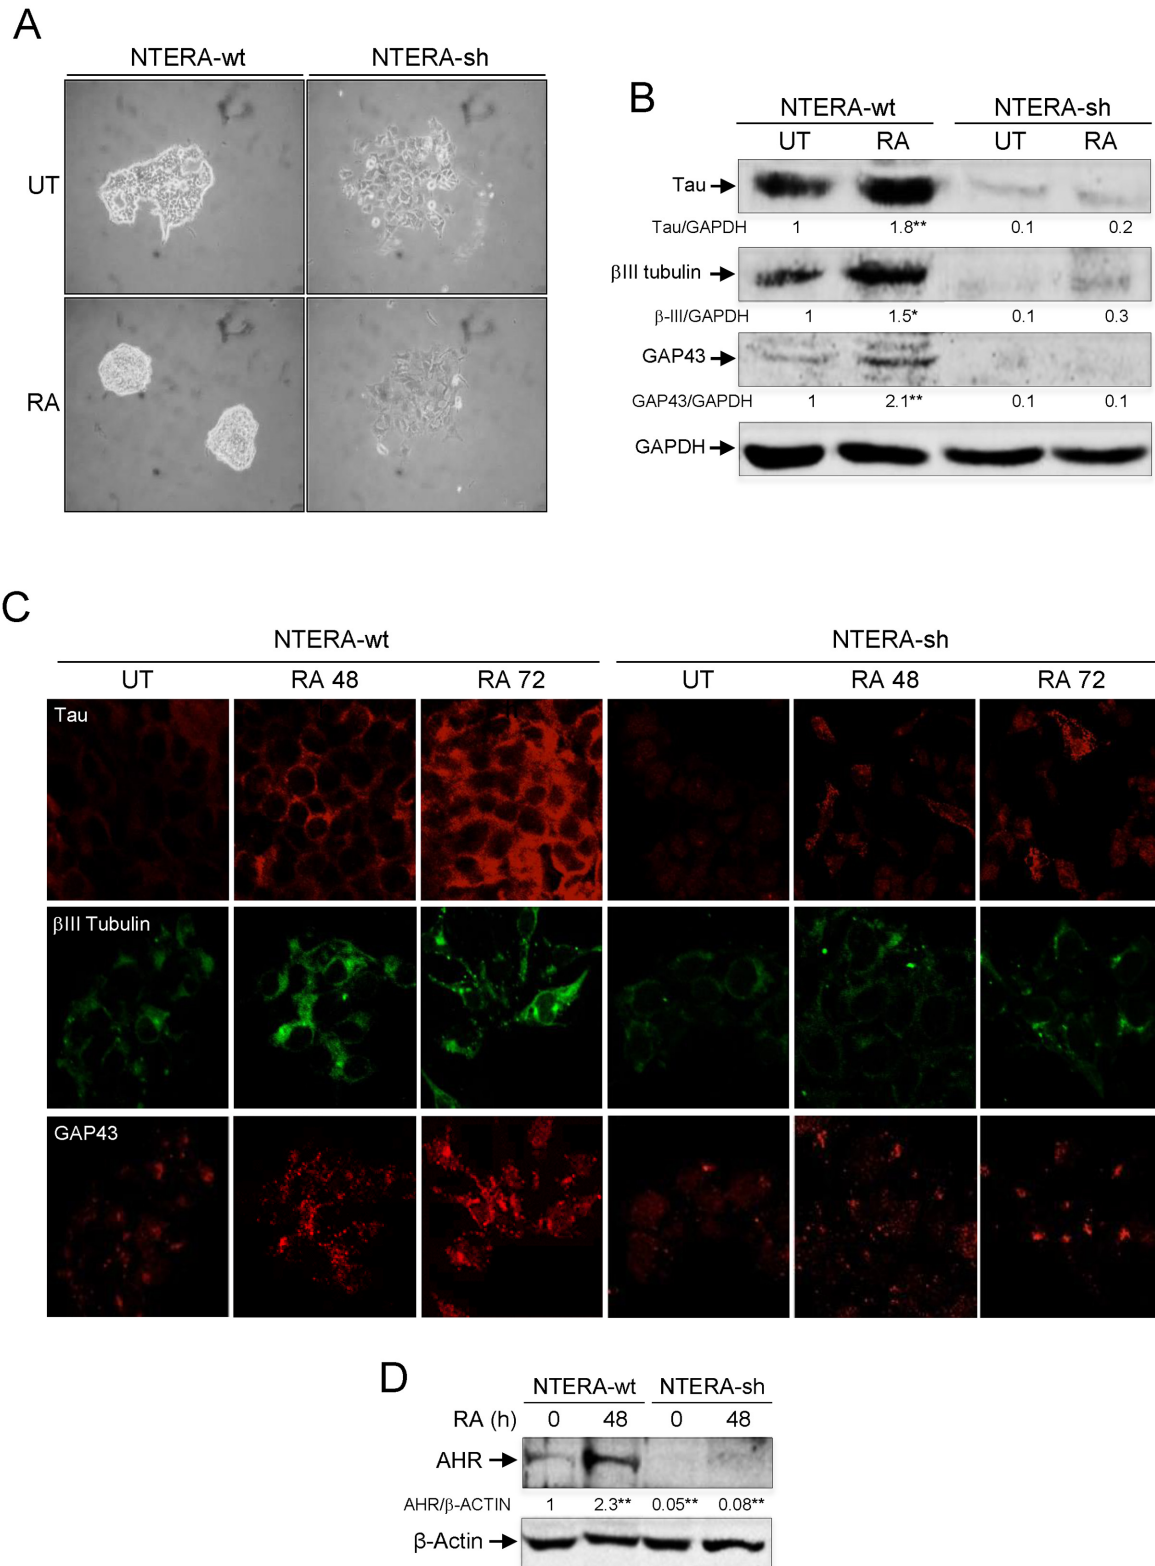 A
NTERA-wt NTERA-sh
UT
RA
B
NTERA-wt NTERA-sh
UT RA UT RA
Tau
Tau/GAPDH 1 1.8** 0.1 0.2
βIII tubulin
β-III/GAPDH 1 1.5* 0.1 0.3
GAP43
GAP43/GAPDH 1 2.1** 0.1 0.1
GAPDH
C
NTERA-wt NTERA-sh
UT RA 48 RA 72 UT RA 48 RA 72
Tau
βIII Tubulin
GAP43
D
NTERA-wt NTERA-sh
RA (h) 0 48 0 48
AHR
AHR/β-ACTIN 1 2.3** 0.05** 0.08**
β-Actin